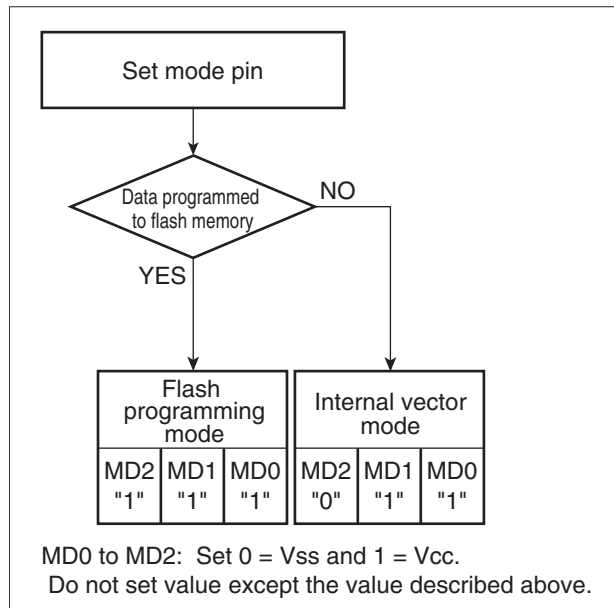 Set mode pin
Data programmed
to flash memory
NO
YES
Flash
programming
mode
MD2 MD1 MD0
"1" "1" "1"
Internal vector
mode
MD2 MD1 MD0
"0" "1" "1"
MD0 to MD2: Set 0 = Vss and 1 = Vcc.
Do not set value except the value described above.